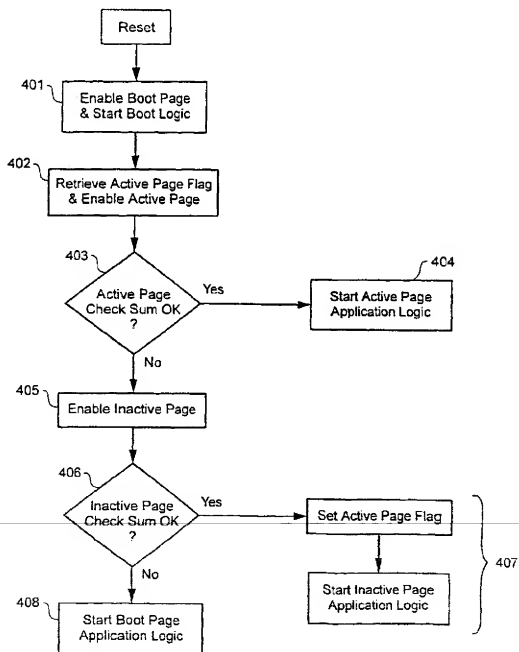 Reset
401
Enable Boot Page
& Start Boot Logic
402
Retrieve Active Page Flag
& Enable Active Page
403
Active Page
Check Sum OK
?
Yes
404
Start Active Page
Application Logic
No
405
Enable Inactive Page
406
Inactive Page
Check Sum OK
?
Yes
Set Active Page Flag
Start Inactive Page
Application Logic
407
No
408
Start Boot Page
Application Logic